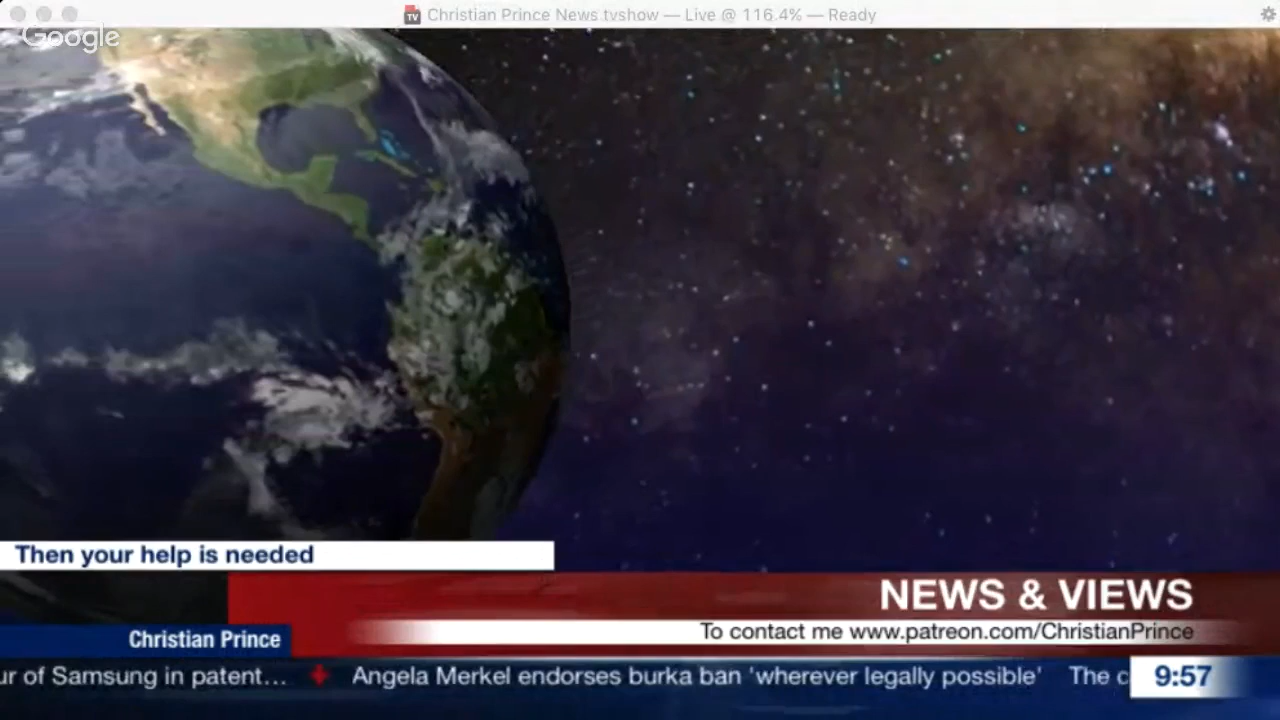 TV Christian Prince News.tvshow — Live @ 116.4% — Ready
Google
Then your help is needed
NEWS & VIEWS
To contact me www.patreon.com/ChristianPrince
Christian Prince
ur of Samsung in patent... Angela Merkel endorses burka ban 'wherever legally possible' The c
9:57